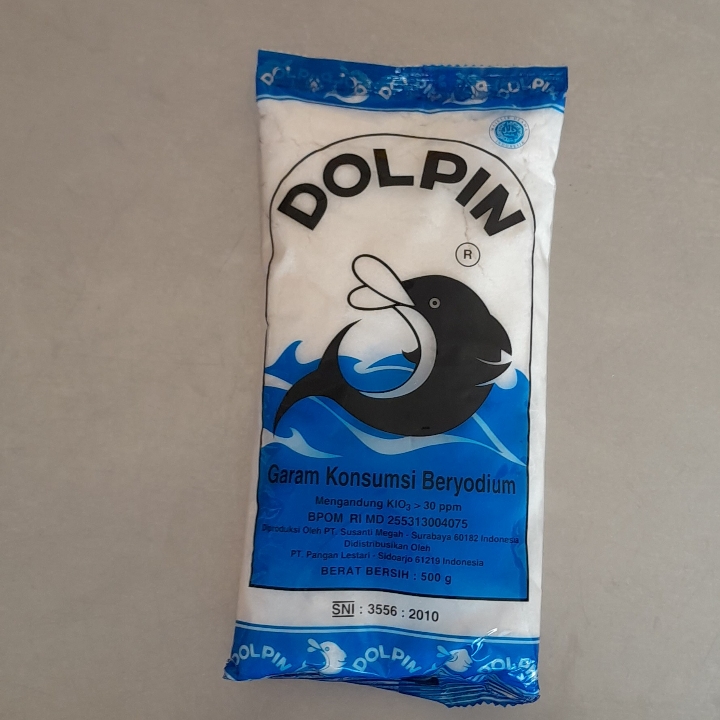 DOLPIN DOLPIN DOLPIN
DOLPIN
R
Garam Konsumsi Beryodium
Mengandung KIO3 > 30 ppm
BPOM RI MD 255313004075
Diproduksi Oleh PT. Susanti Megah - Surabaya 60182 Indonesia
Didistribusikan Oleh
PT. Pangan Lestari - Sidoarjo 61219 Indonesia
BERAT BERSIH : 500 g
SNI : 3556 : 2010
DOLPIN DOLPIN DOLPIN